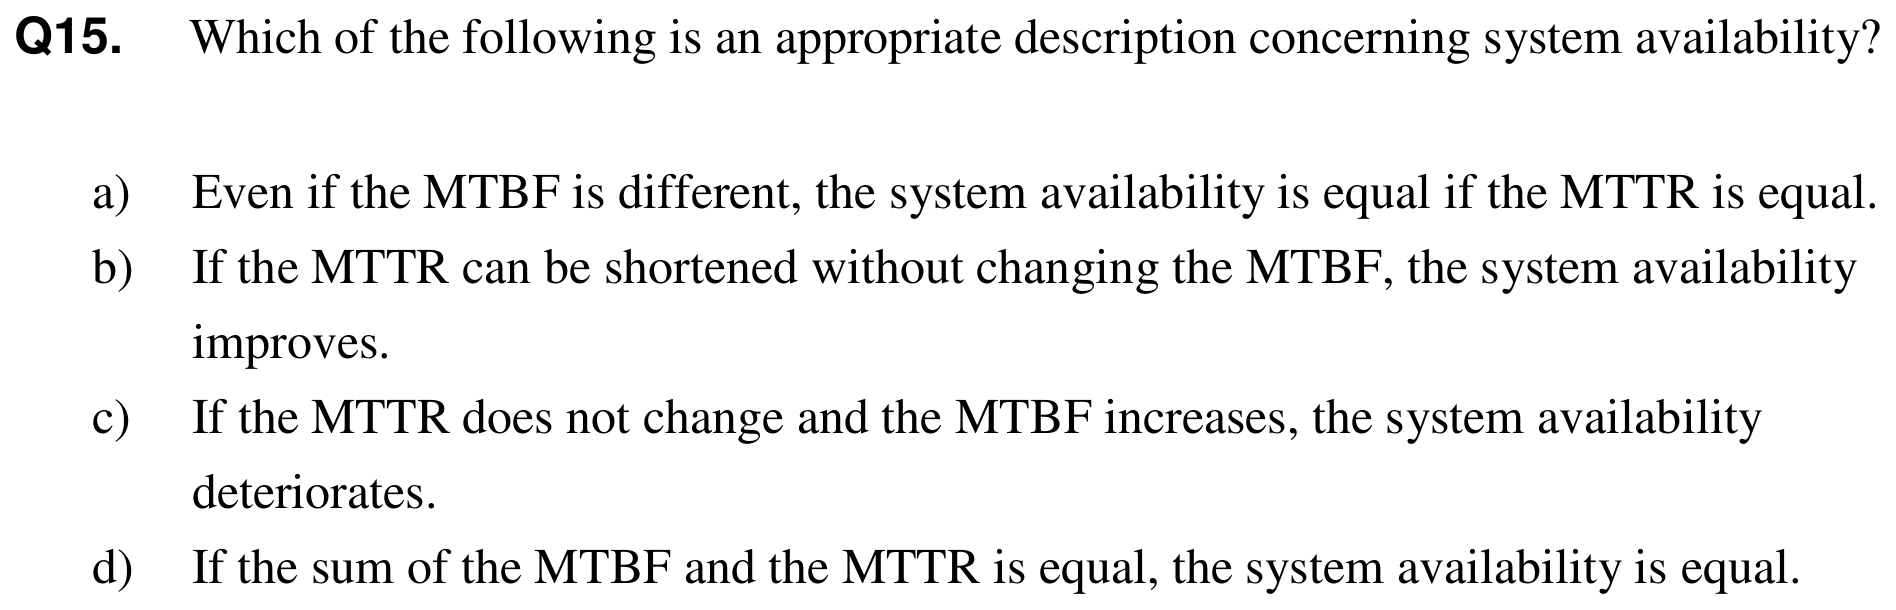 Q15. Which of the following is an appropriate description concerning system availability?
a) Even if the MTBF is different, the system availability is equal if the MTTR is equal.
b) If the MTTR can be shortened without changing the MTBF, the system availability
improves.
c) If the MTTR does not change and the MTBF increases, the system availability
deteriorates.
d) If the sum of the MTBF and the MTTR is equal, the system availability is equal.